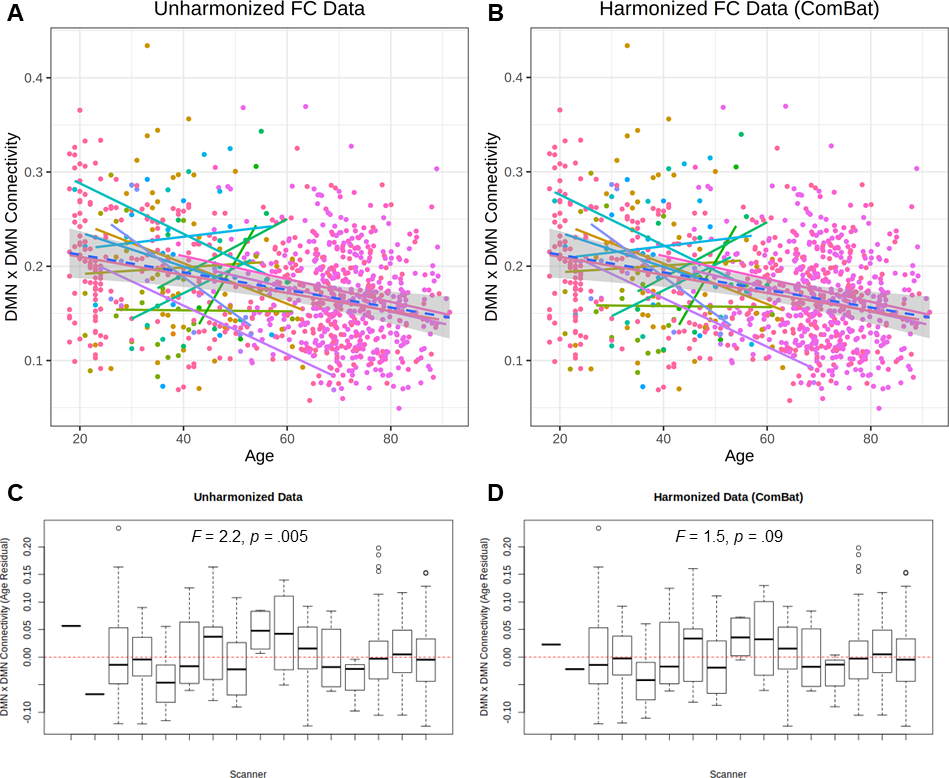 A
Unharmonized FC Data
B
Harmonized FC Data (ComBat)
DMN x DMN Connectivity
0.4
0.3
0.2
0.1
20
40
60
80
Age
DMN x DMN Connectivity
0.4
0.3
0.2
0.1
20
40
60
80
Age
C
Unharmonized Data
F = 2.2, p = .005
DMN x DMN Connectivity (Age Residual)
0.20
0.15
0.10
0.05
0.00
-0.10
Scanner
D
Harmonized Data (ComBat)
F = 1.5, p = .09
DMN x DMN Connectivity (Age Residual)
0.20
0.15
0.10
0.05
0.00
-0.10
Scanner